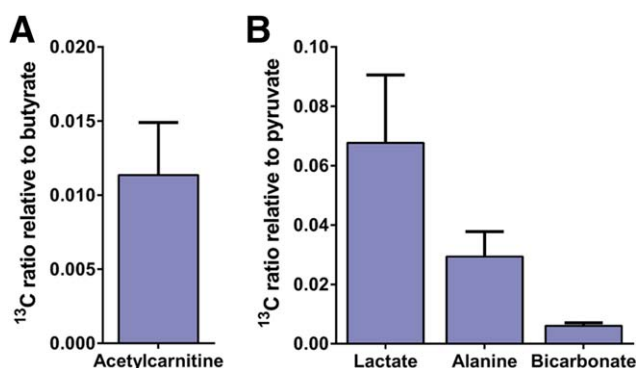 A
¹³C ratio relative to butyrate
0.020
0.015
0.010
0.005
0.000
Acetylcarnitine
B
¹³C ratio relative to pyruvate
0.10
0.08
0.06
0.04
0.02
0.00
Lactate Alanine Bicarbonate